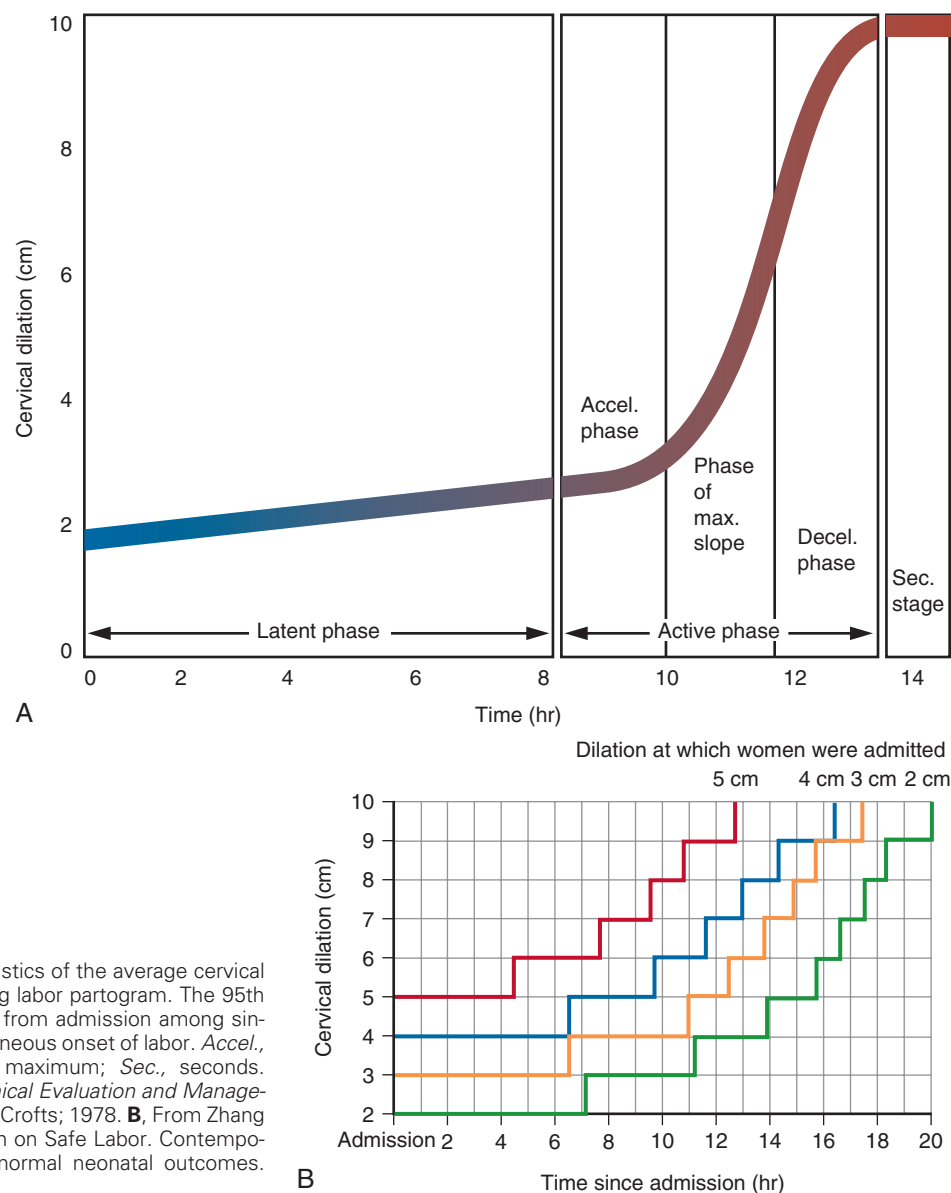 10
8
6
4
2
0
Cervical dilation (cm)
Accel.
phase
Phase
of
max.
slope
Decel.
phase
Sec.
stage
Latent phase
Active phase
0 2 4 6 8 10 12 14
A
Time (hr)
Dilation at which women were admitted
5 cm 4 cm 3 cm 2 cm
10
9
8
7
6
5
4
3
2
Cervical dilation (cm)
Admission 2 4 6 8 10 12 14 16 18 20
B
Time since admission (hr)
stics of the average cervical
g labor partogram. The 95th
from admission among sin-
neous onset of labor. Accel.,
maximum; Sec., seconds.
nical Evaluation and Manage-
Crofts; 1978. B, From Zhang
n on Safe Labor. Contempo-
normal neonatal outcomes.